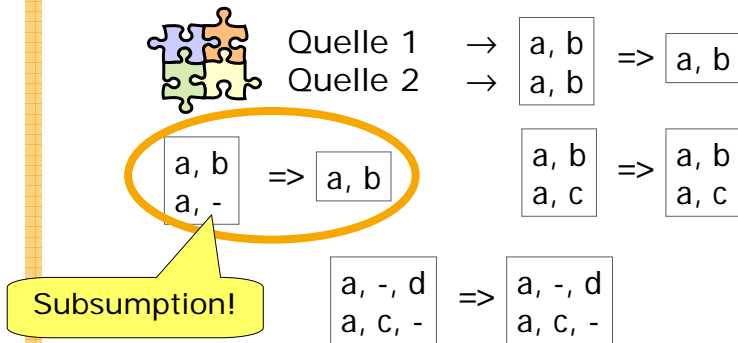 Quelle 1 → a, b => a, b
Quelle 2 → a, b
a, b => a, b
a, -
a, b => a, b
a, c a, c
Subsumption!
a, -, d => a, -, d
a, c, - a, c, -